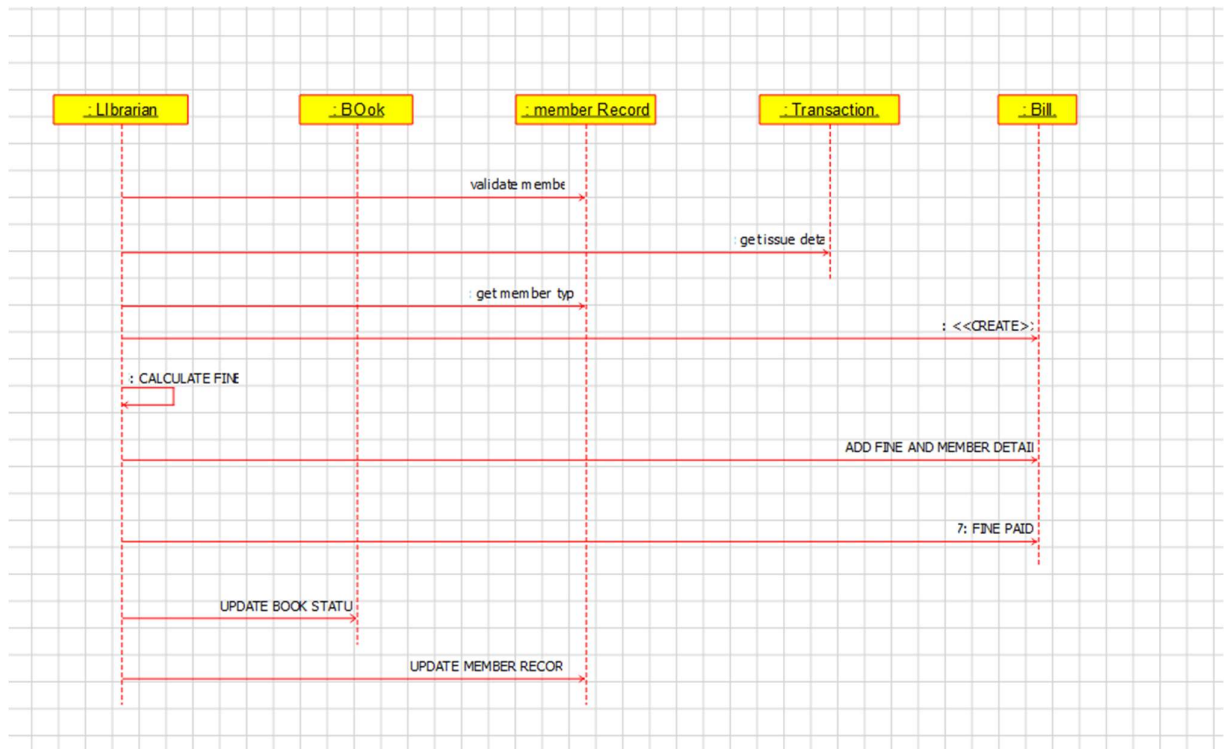 : LIbrarian
: BOok
: member Record
: Transaction.
: Bill.
validate membe
: get issue deta
: get member typ
: <<CREATE>>
: CALCULATE FINE
ADD FINE AND MEMBER DETAIl
7: FINE PAID
UPDATE BOOK STATU
UPDATE MEMBER RECOR